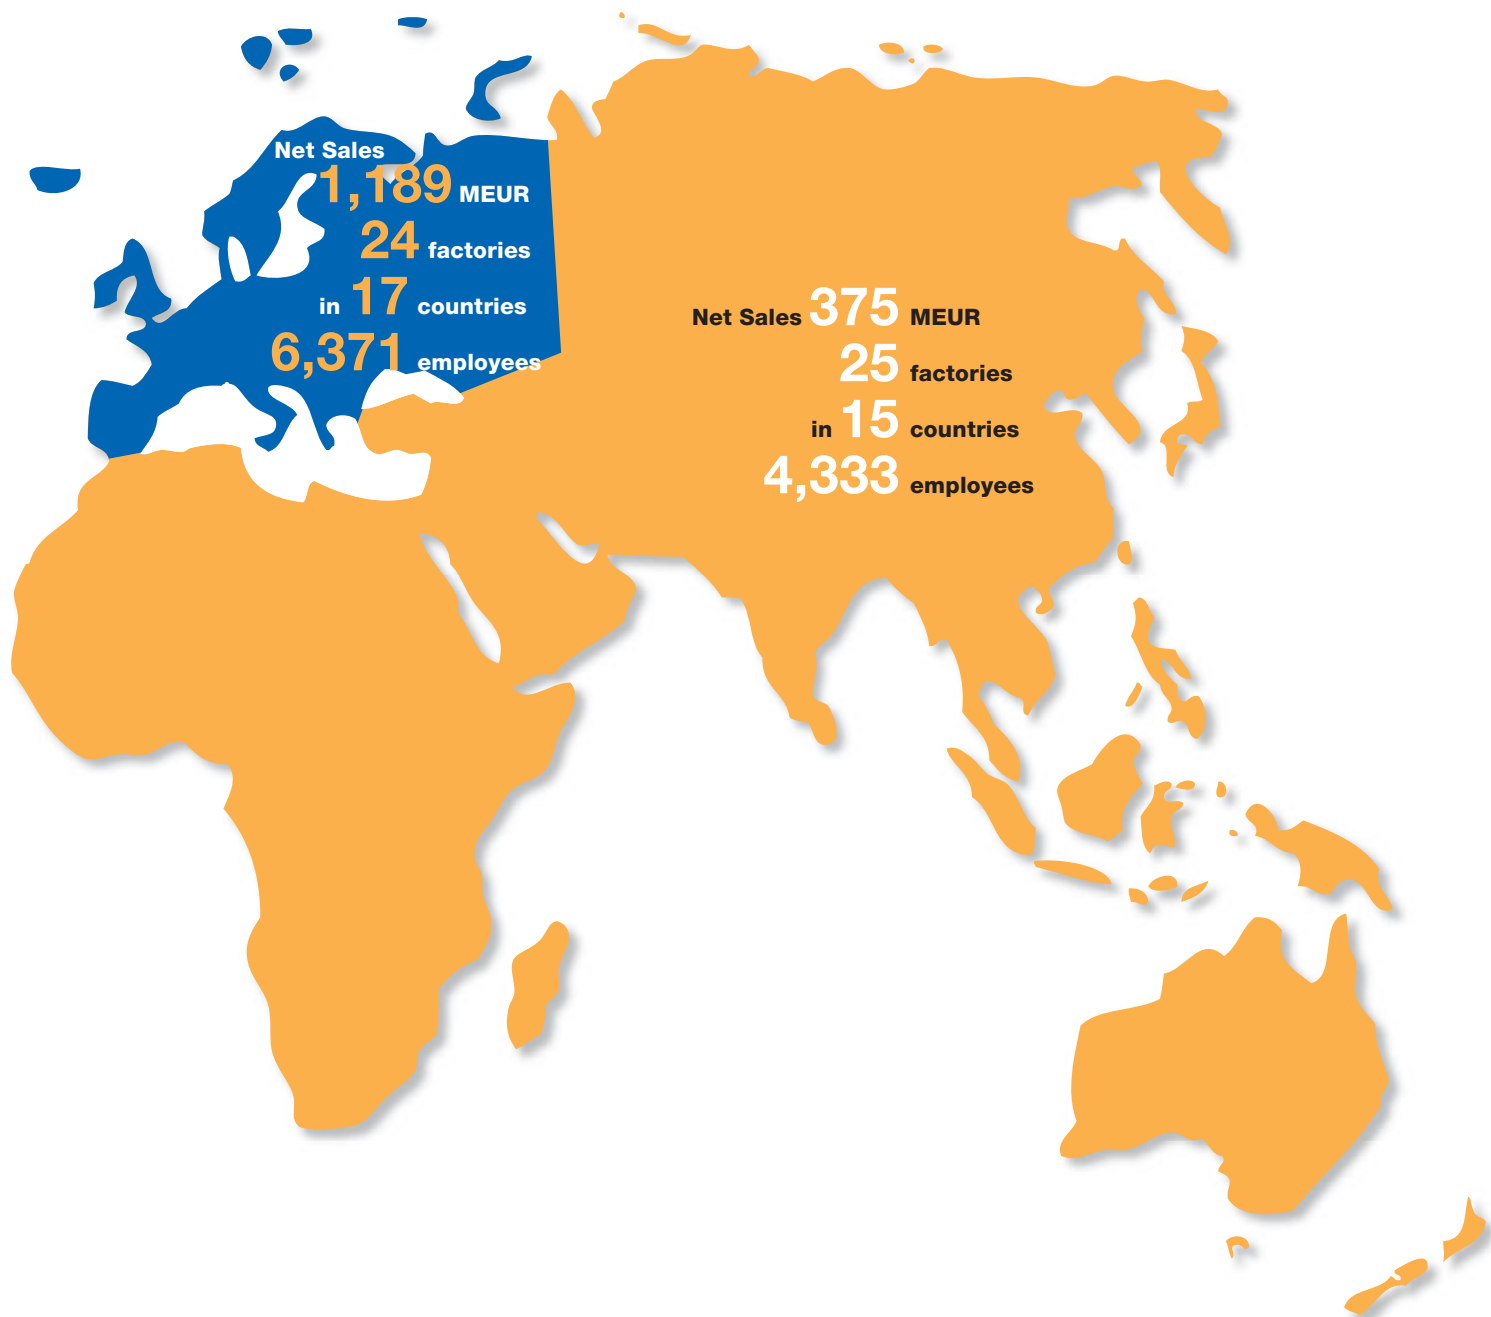 Net Sales
1,189 MEUR
24 factories
in 17 countries
6,371 employees
Net Sales 375 MEUR
25 factories
in 15 countries
4,333 employees